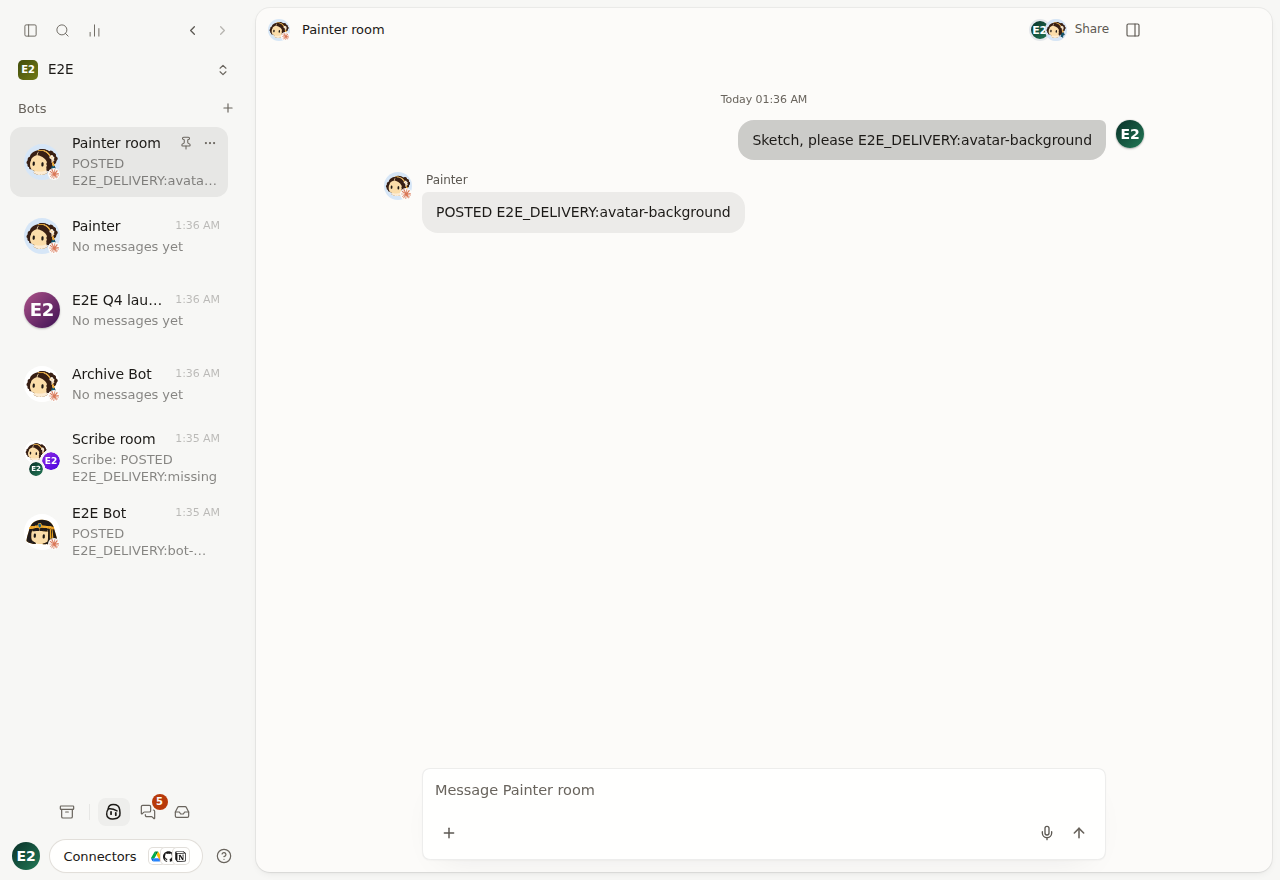 E2 E2E
Bots
Painter room
POSTED
E2E_DELIVERY:avata...
Painter 1:36 AM
No messages yet
E2 E2E Q4 lau... 1:36 AM
No messages yet
Archive Bot 1:36 AM
No messages yet
Scribe room 1:35 AM
Scribe: POSTED
E2E_DELIVERY:missing
E2
E2
E2E Bot 1:35 AM
POSTED
E2E_DELIVERY:bot-...
5
E2 Connectors
Painter room
E2 Share
Today 01:36 AM
Sketch, please E2E_DELIVERY:avatar-background E2
Painter
POSTED E2E_DELIVERY:avatar-background
Message Painter room